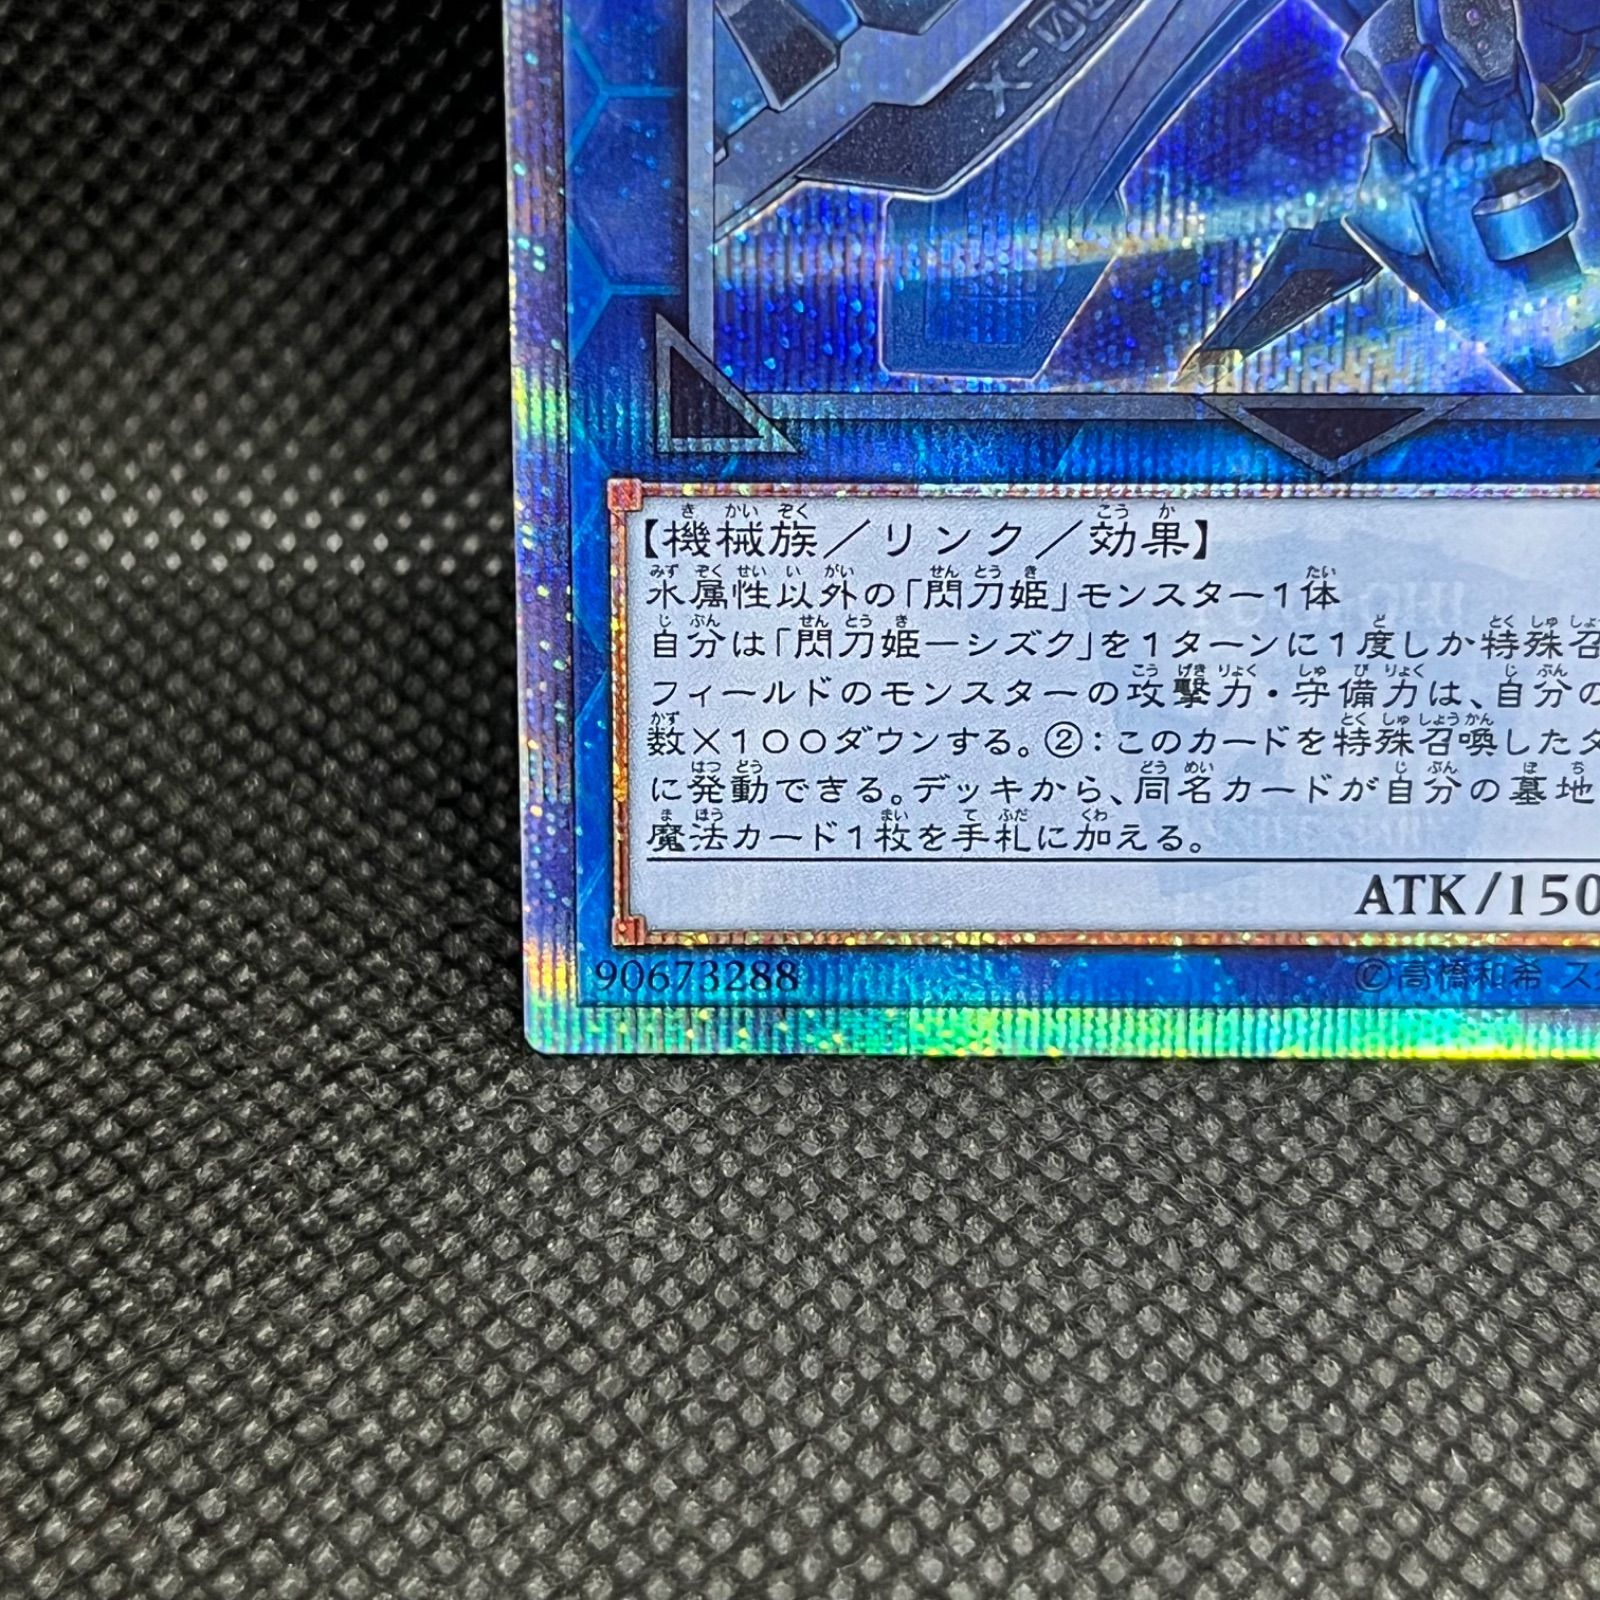 X-002
【機械族／リンク／効果】
水属性以外の「閃刀姫」モンスター１体
自分は「閃刀姫－シズク」を１ターンに１度しか特殊召
フィールドのモンスターの攻撃力・守備力は、自分の
数×１００ダウンする。②：このカードを特殊召喚したタ
に発動できる。デッキから、同名カードが自分の墓地
魔法カード１枚を手札に加える。
ATK/150
90673288
©高橋和希 ス